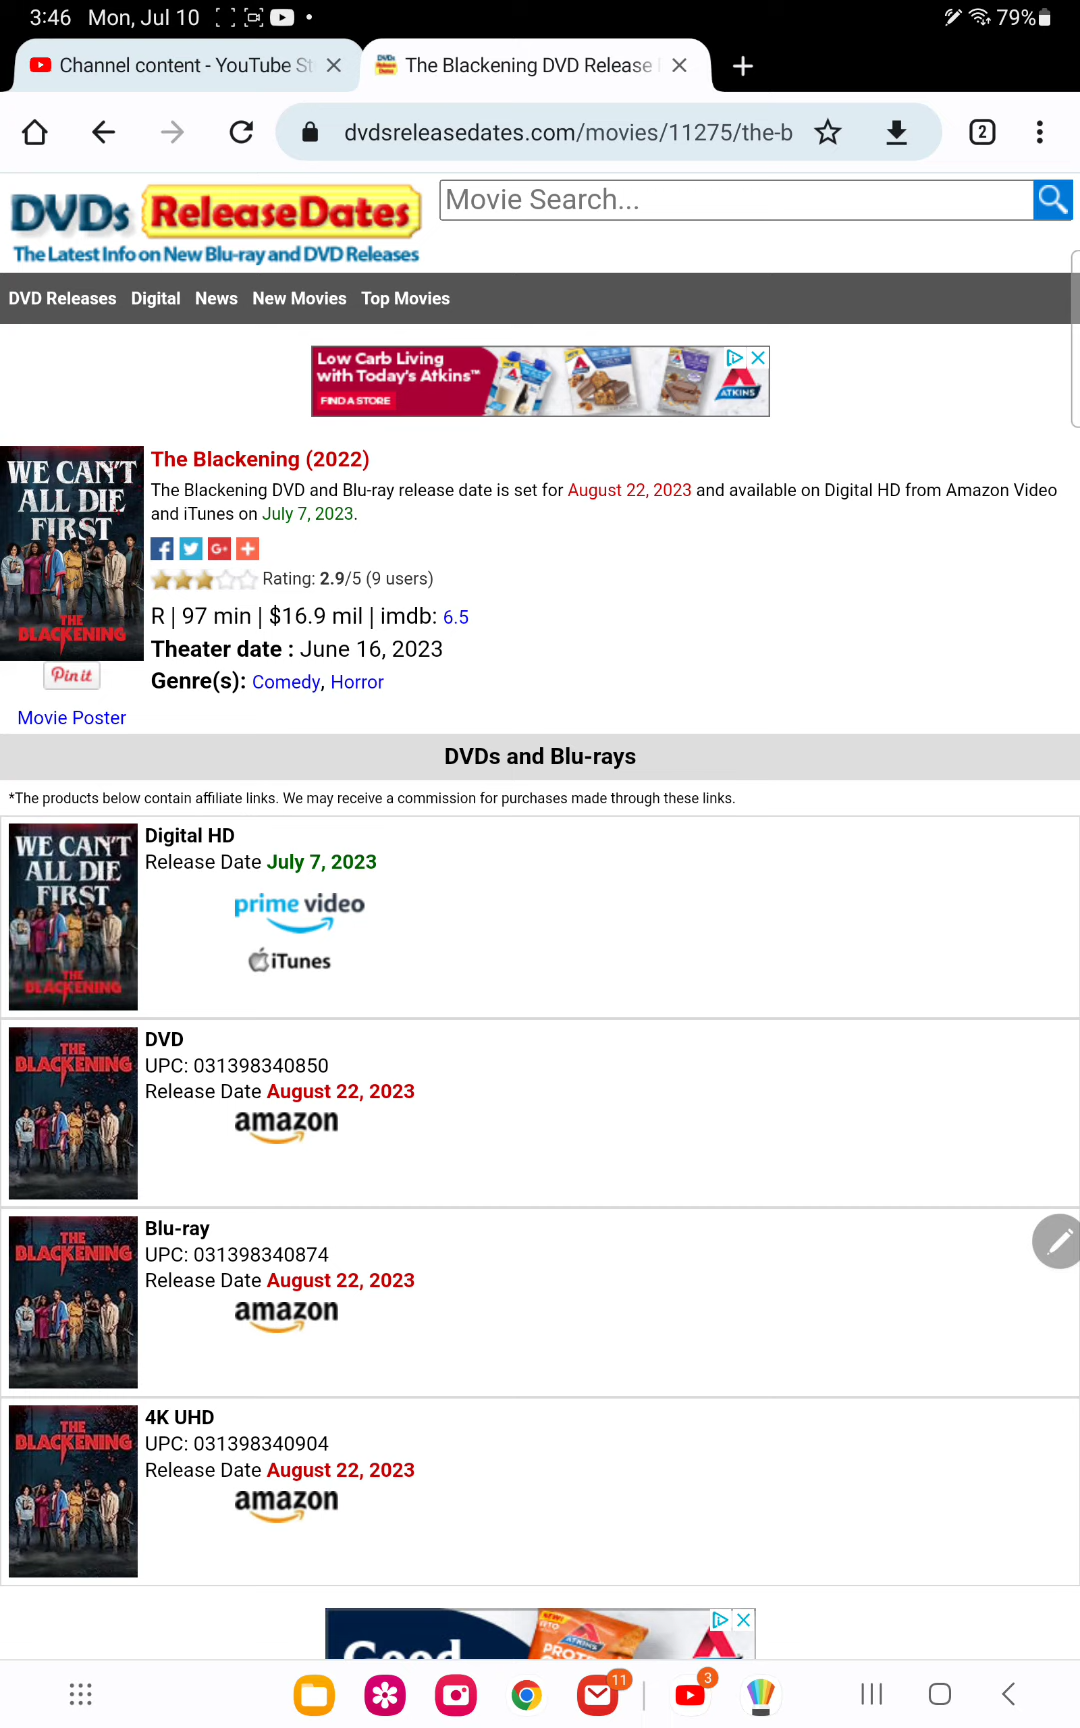 3:46 Mon, Jul 10
79%
Channel content - YouTube St
The Blackening DVD Release
dvdsreleasedates.com/movies/11275/the-b
2
DVDs ReleaseDates
The Latest Info on New Blu-ray and DVD Releases
Movie Search...
DVD Releases Digital News New Movies Top Movies
Low Carb Living
with Today's Atkins™
FIND A STORE
ATKINS
WE CAN'T
ALL DIE
FIRST
THE
BLACKENING
Pin it
Movie Poster
The Blackening (2022)
The Blackening DVD and Blu-ray release date is set for August 22, 2023 and available on Digital HD from Amazon Video
and iTunes on July 7, 2023.
Rating: 2.9/5 (9 users)
R | 97 min | $16.9 mil | imdb: 6.5
Theater date : June 16, 2023
Genre(s): Comedy, Horror
DVDs and Blu-rays
*The products below contain affiliate links. We may receive a commission for purchases made through these links.
WE CAN'T
ALL DIE
FIRST
THE
BLACKENING
Digital HD
Release Date July 7, 2023
prime video
iTunes
THE
BLACKENING
DVD
UPC: 031398340850
Release Date August 22, 2023
amazon
THE
BLACKENING
Blu-ray
UPC: 031398340874
Release Date August 22, 2023
amazon
THE
BLACKENING
4K UHD
UPC: 031398340904
Release Date August 22, 2023
amazon
Good
NEW!
ATKINS
PROTE
11
3